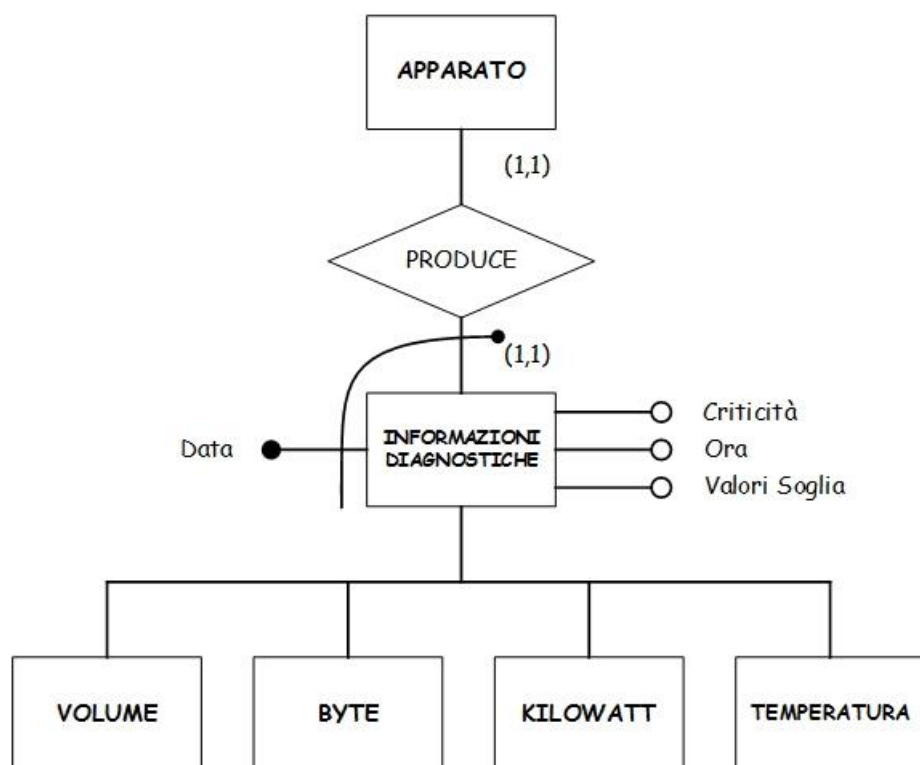 APPARATO
(1,1)
PRODUCE
(1,1)
Data
INFORMAZIONI
DIAGNOSTICHE
Criticità
Ora
Valori Soglia
VOLUME
BYTE
KILOWATT
TEMPERATURA